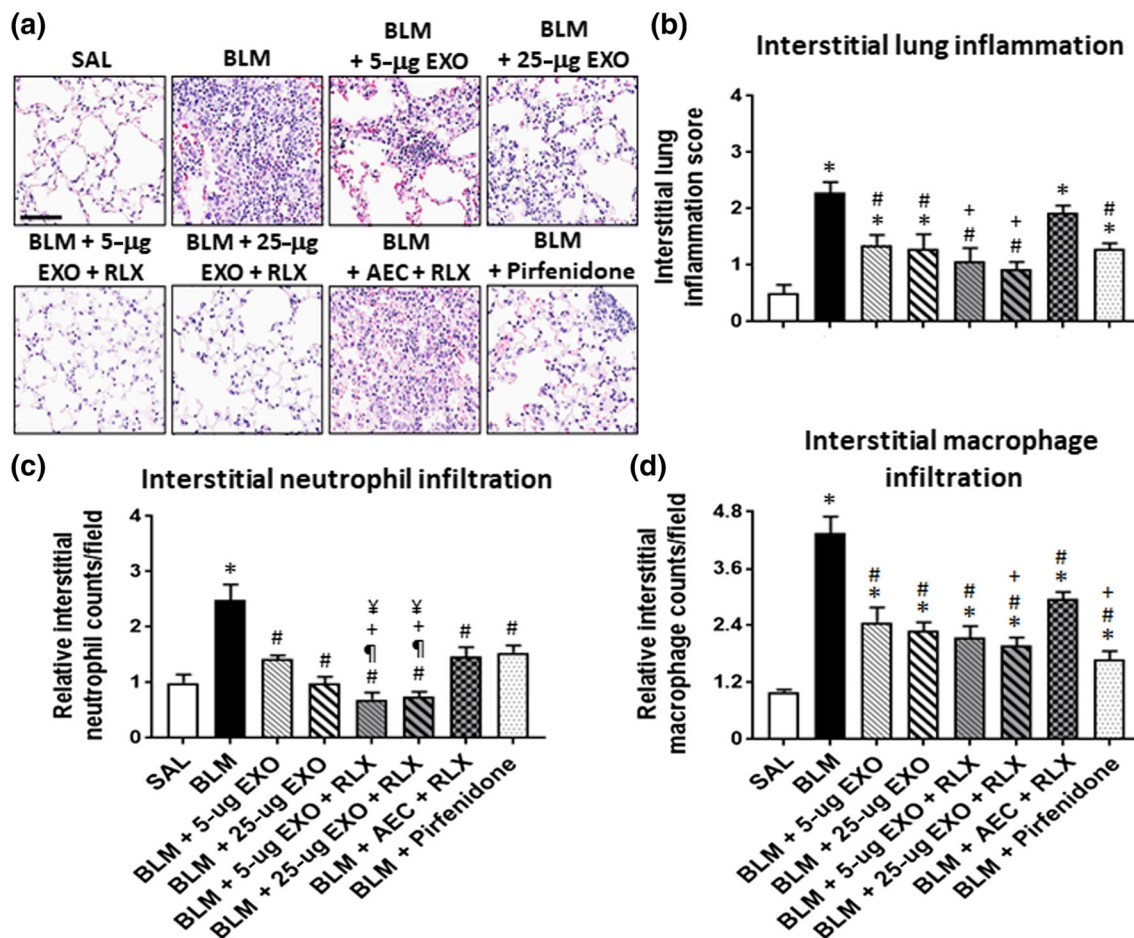 (a)
SAL
BLM
BLM
+ 5–μg EXO
BLM
+ 25–μg EXO
BLM + 5–μg
EXO + RLX
BLM + 25–μg
EXO + RLX
BLM
+ AEC + RLX
BLM
+ Pirfenidone
(b)
Interstitial lung inflammation
Interstitial lung
inflammation score
4
3
2
1
0
*
#
*
#
*
+
#
+
#
*
#
*
(c)
Interstitial neutrophil infiltration
Relative interstitial
neutrophil counts/field
4
3
2
1
0
*
#
#
¥
+
¶
#
¥
+
¶
#
#
#
SAL
BLM
BLM + 5–ug EXO
BLM + 25–ug EXO
BLM + 5–ug EXO + RLX
BLM + 25–ug EXO + RLX
BLM + AEC + RLX
BLM + Pirfenidone
(d)
Interstitial macrophage
infiltration
Relative interstitial
macrophage counts/field
4.8
3.6
2.4
1.2
0
*
#
*
#
*
#
*
+
#
*
#
*
+
#
*
SAL
BLM
BLM + 5–ug EXO
BLM + 25–ug EXO
BLM + 5–ug EXO + RLX
BLM + 25–ug EXO + RLX
BLM + AEC + RLX
BLM + Pirfenidone